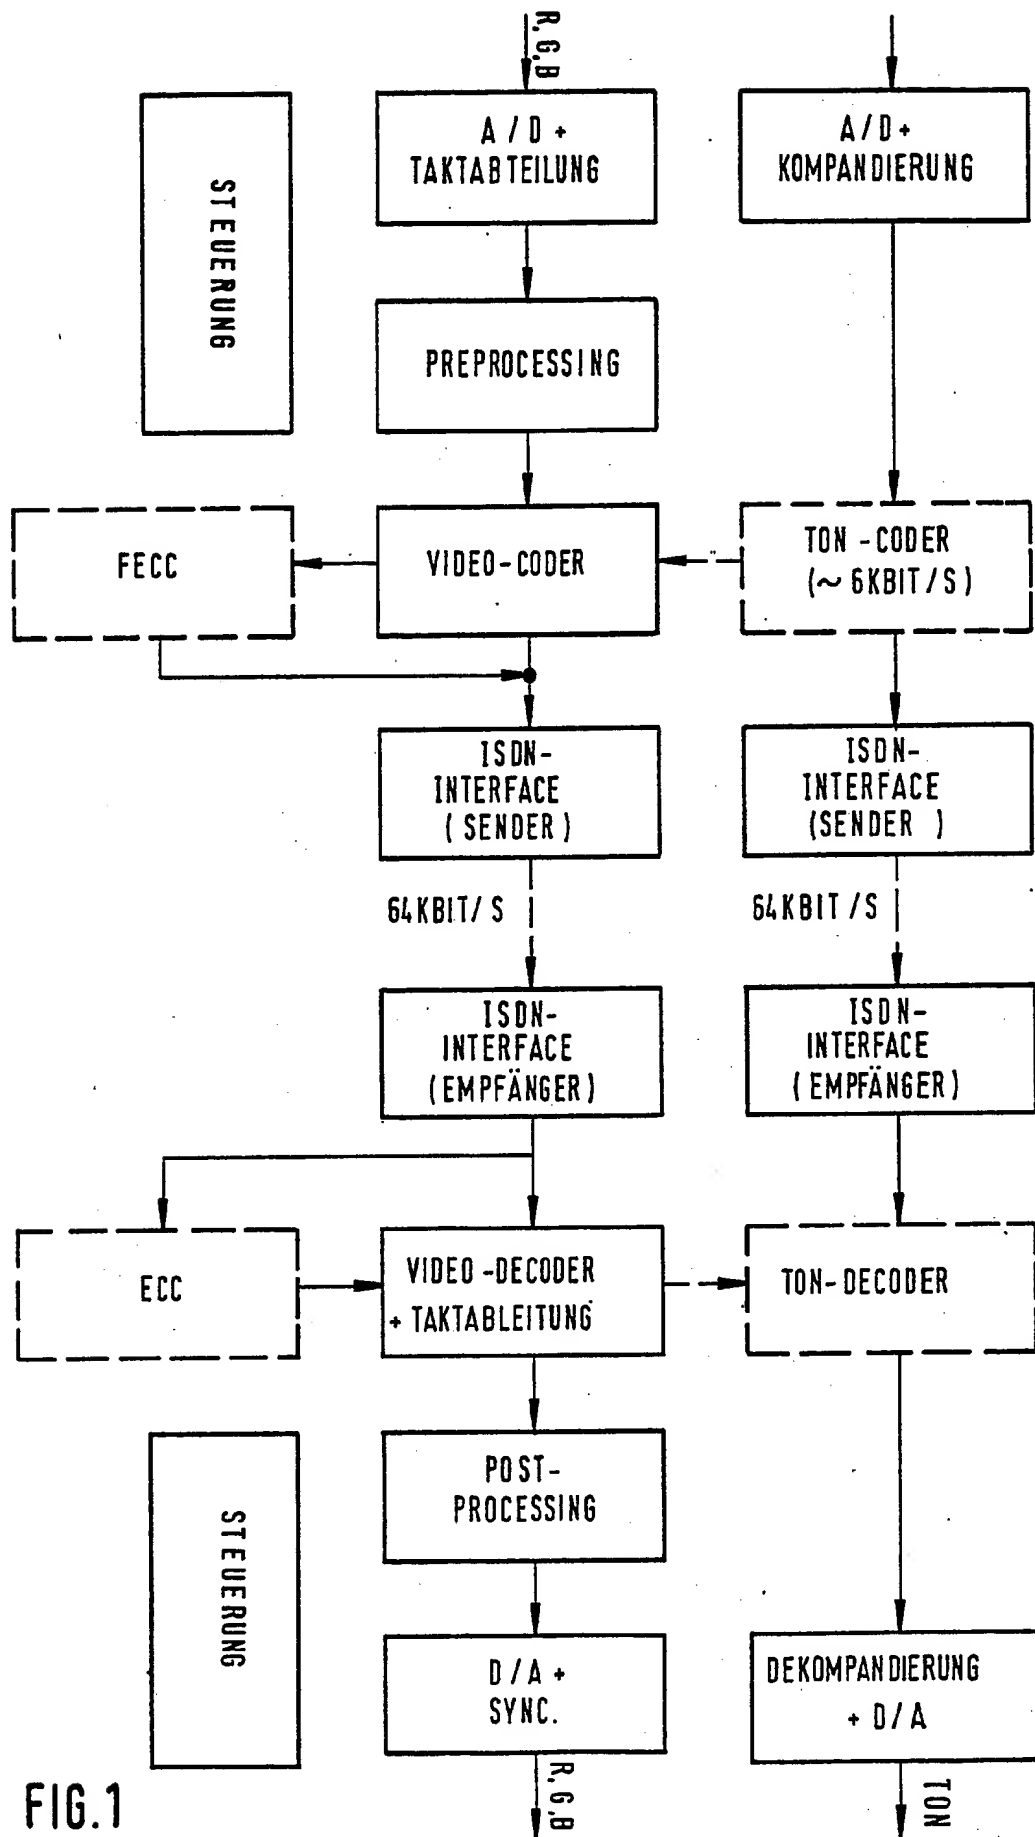 R, G, B
A / D +
TAKTABTEILUNG
A / D +
KOMPANDIERUNG
STEUERUNG
PREPROCESSING
FECC
VIDEO-CODER
TON -CODER
(~ 6KBIT/S)
ISDN-
INTERFACE
( SENDER )
ISDN-
INTERFACE
(SENDER )
64KBIT/ S
64KBIT /S
ISDN-
INTERFACE
(EMPFÄNGER)
ISDN-
INTERFACE
(EMPFÄNGER)
ECC
VIDEO -DECODER
+ TAKTABLEITUNG
TON-DECODER
STEUERUNG
POST-
PROCESSING
D / A +
SYNC.
DEKOMPANDIERUNG
+ D/A
R, G, B
TON
FIG.1